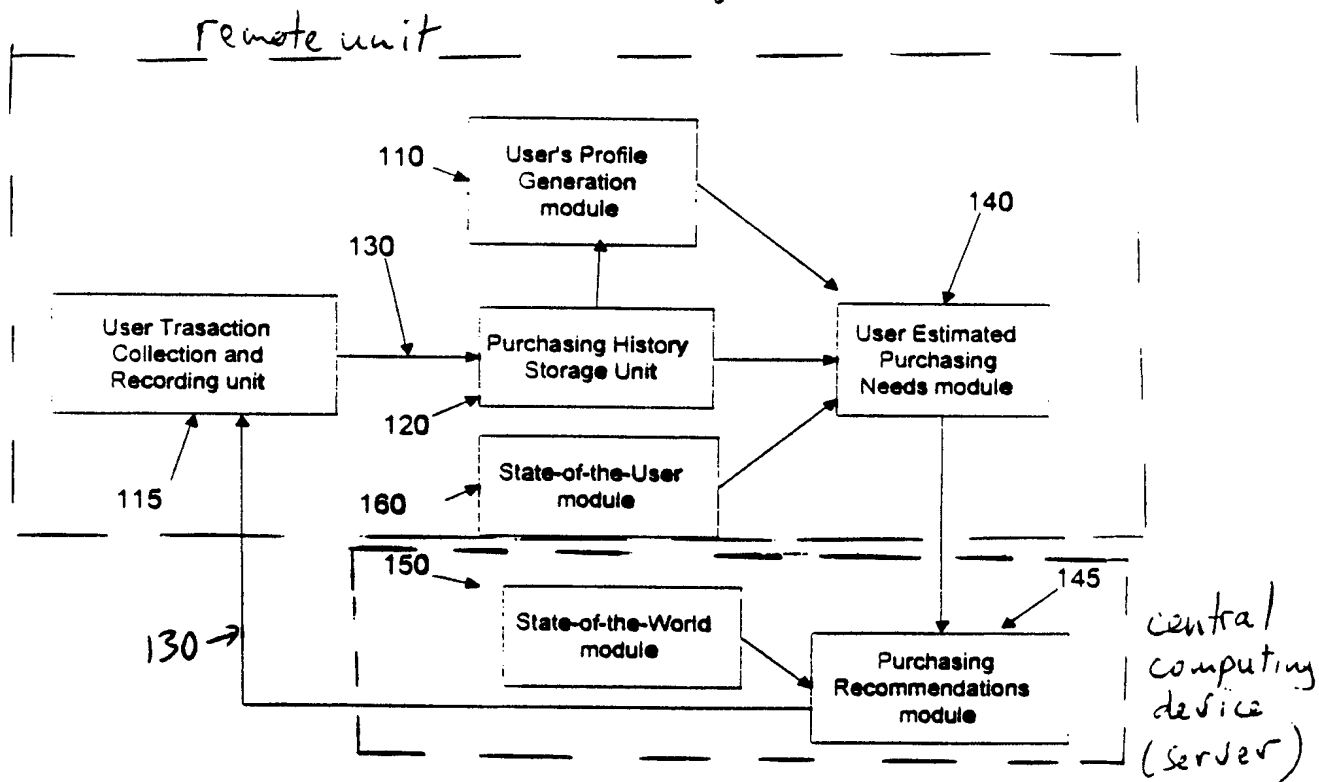 remote unit
110
User's Profile
Generation
module
140
130
User Trasaction
Collection and
Recording unit
Purchasing History
Storage Unit
User Estimated
Purchasing
Needs module
120
115
State-of-the-User
module
160
150
145
State-of-the-World
module
130
Purchasing
Recommendations
module
central
computing
device
(server)